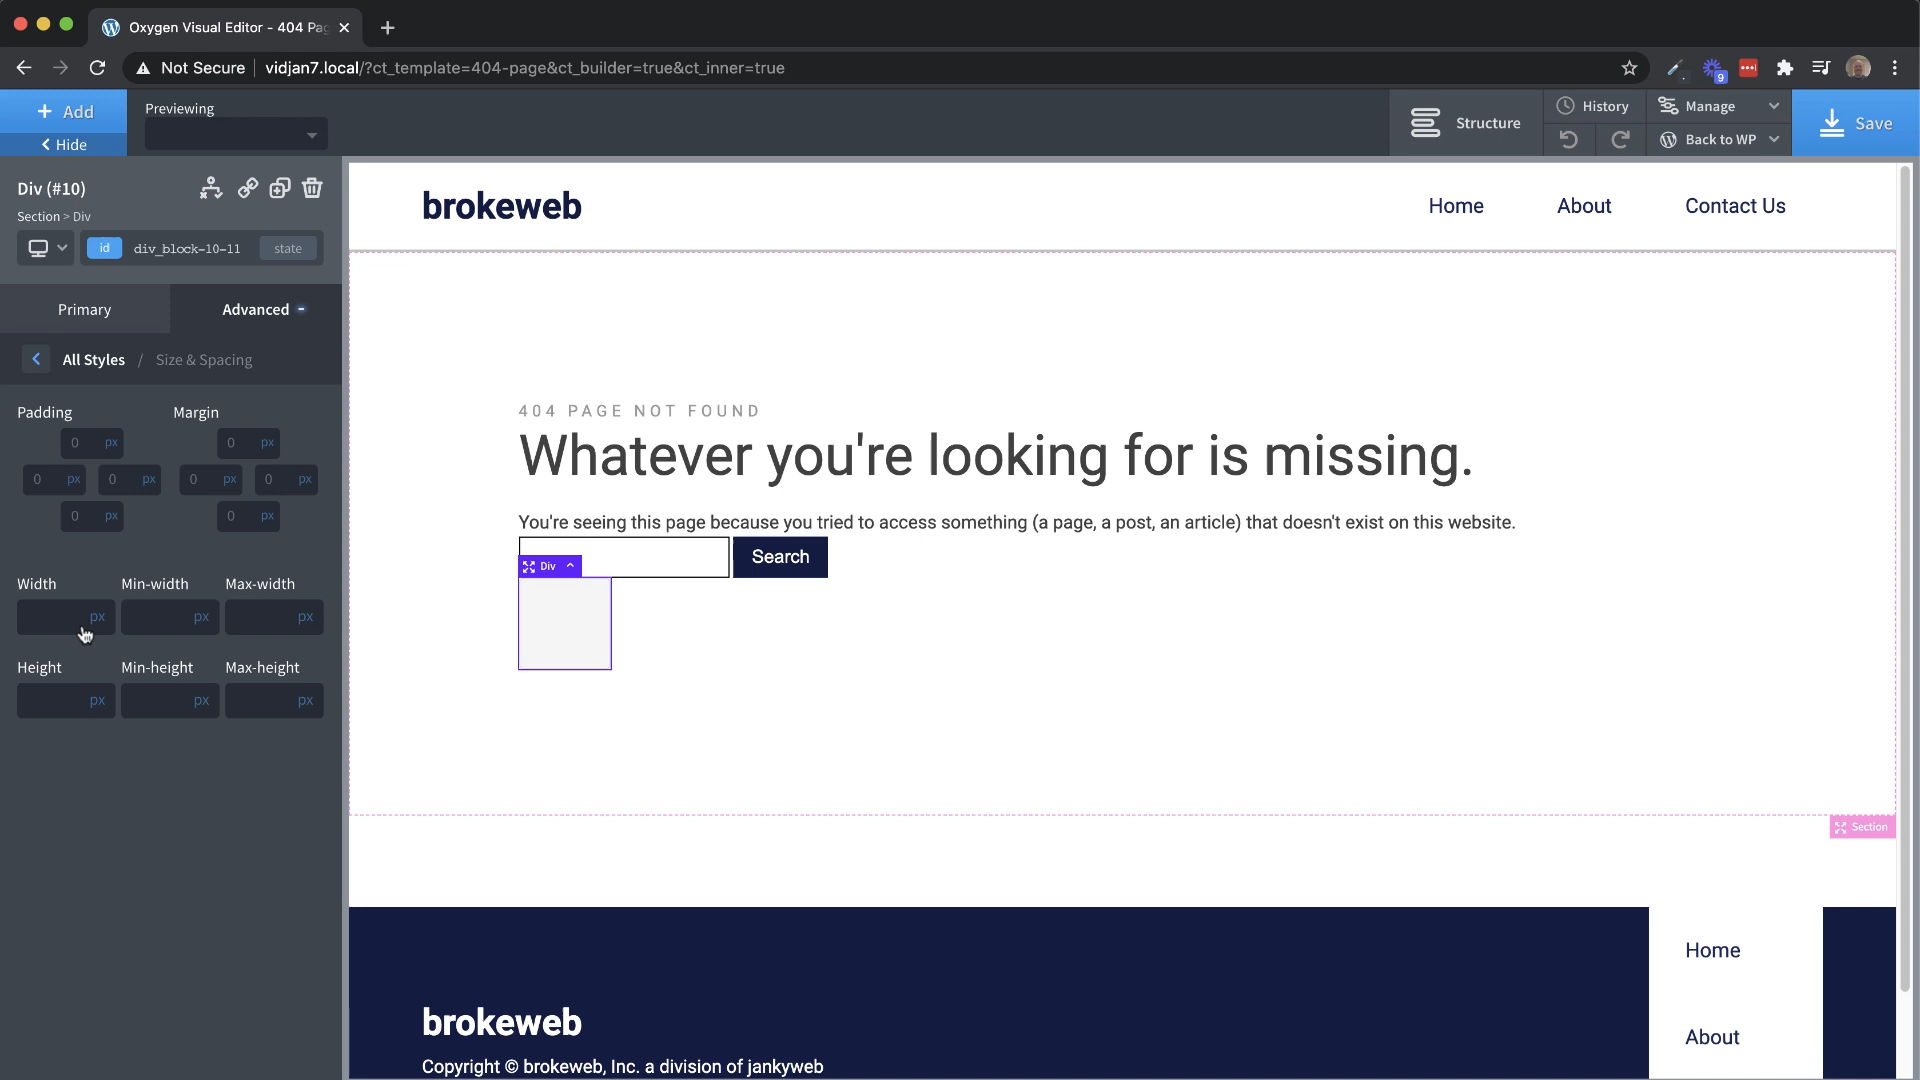 Oxygen Visual Editor - 404 Pa
Not Secure
vidjan7.local/?ct_template=404-page&ct_builder=true&ct_inner=true
9
+ Add
Hide
Previewing
Structure
History
Manage
Back to WP
Save
Div (#10)
Section > Div
id
div_block-10-11
state
Primary
Advanced
All Styles / Size & Spacing
Padding
Margin
0 px
0 px
0 px
0 px
0 px
0 px
0 px
0 px
Width
Min-width
Max-width
px
px
px
Height
Min-height
Max-height
px
px
px
brokeweb
Home
About
Contact Us
404 PAGE NOT FOUND
Whatever you're looking for is missing.
You're seeing this page because you tried to access something (a page, a post, an article) that doesn't exist on this website.
Search
Div
Section
brokeweb
Copyright © brokeweb, Inc. a division of jankyweb
Home
About